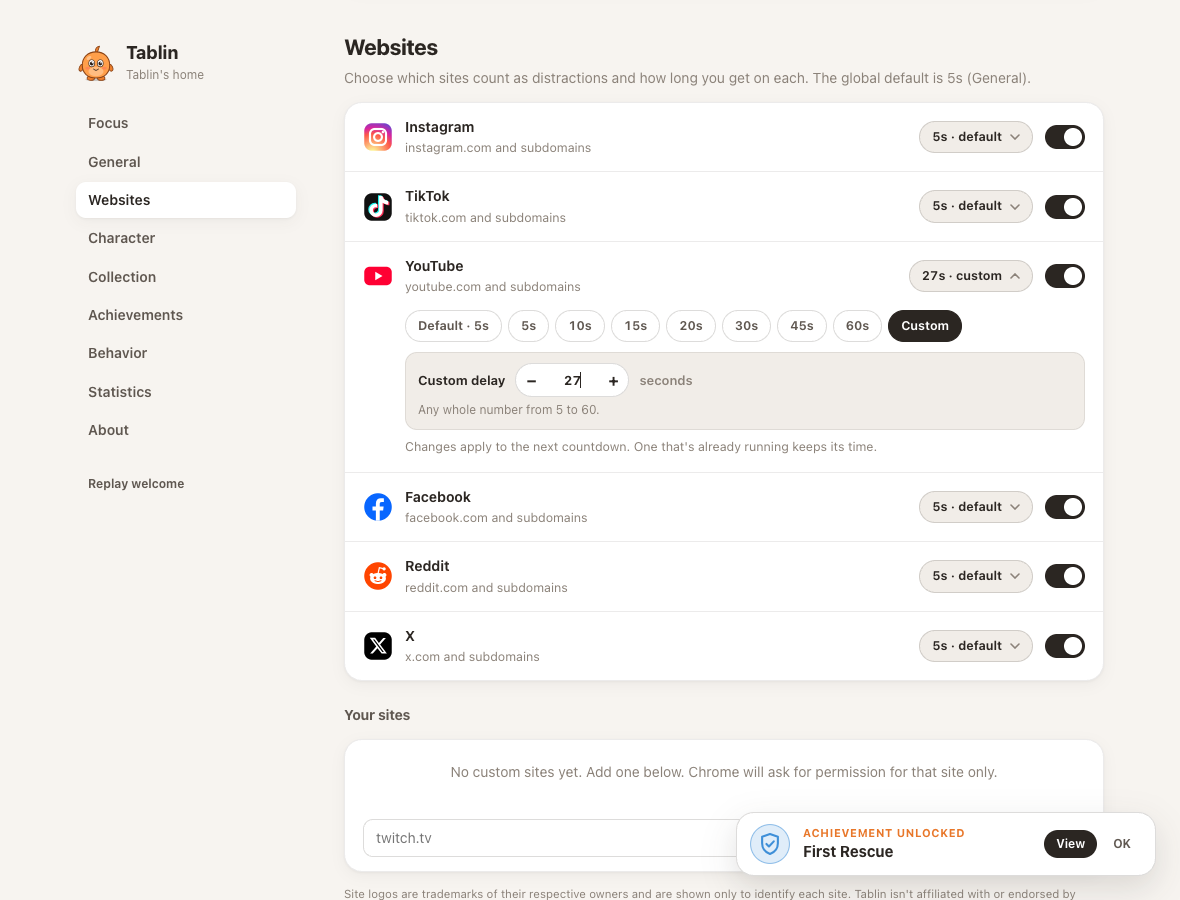 Tablin
Tablin's home
Focus
General
Websites
Character
Collection
Achievements
Behavior
Statistics
About
Replay welcome
Websites
Choose which sites count as distractions and how long you get on each. The global default is 5s (General).
Instagram
instagram.com and subdomains
5s · default
TikTok
tiktok.com and subdomains
5s · default
YouTube
youtube.com and subdomains
27s · custom
Default · 5s 5s 10s 15s 20s 30s 45s 60s Custom
Custom delay − 27 + seconds
Any whole number from 5 to 60.
Changes apply to the next countdown. One that's already running keeps its time.
Facebook
facebook.com and subdomains
5s · default
Reddit
reddit.com and subdomains
5s · default
X
x.com and subdomains
5s · default
Your sites
No custom sites yet. Add one below. Chrome will ask for permission for that site only.
twitch.tv
ACHIEVEMENT UNLOCKED
First Rescue
View OK
Site logos are trademarks of their respective owners and are shown only to identify each site. Tablin isn't affiliated with or endorsed by